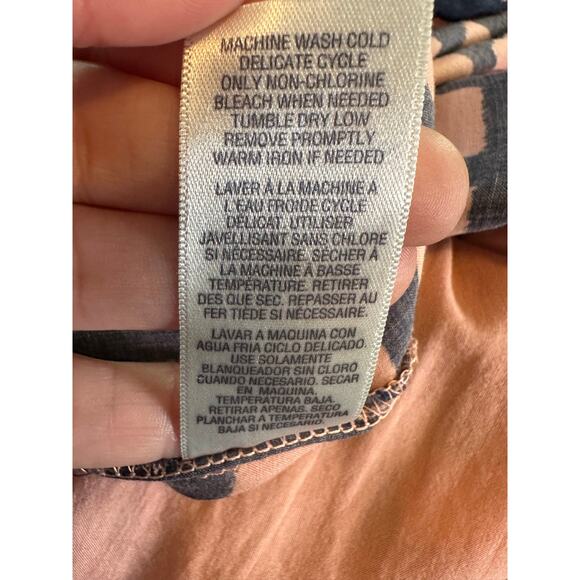 MACHINE WASH COLD
DELICATE CYCLE
ONLY NON-CHLORINE
BLEACH WHEN NEEDED
TUMBLE DRY LOW
REMOVE PROMPTLY
WARM IRON IF NEEDED
LAVER À LA MACHINE A
L'EAU FROIDE CYCLE
DELICAT. UTILISER
JAVELLISANT SANS CHLORE
SI NÉCESSAIRE. SÉCHER À
LA MACHINE À BASSE
TEMPÉRATURE. RETIRER
DES QUE SEC. REPASSER AU
FER TIÈDE SI NÉCESSAIRE.
LAVAR A MAQUINA CON
AGUA FRIA CICLO DELICADO.
USE SOLAMENTE
BLANQUEADOR SIN CLORO
CUANDO NECESARIO. SECAR
EN MAQUINA.
TEMPERATURA BAJA.
RETIRAR APENAS. SECO
PLANCHAR A TEMPERATURA
BAJA SI NECESARIO.